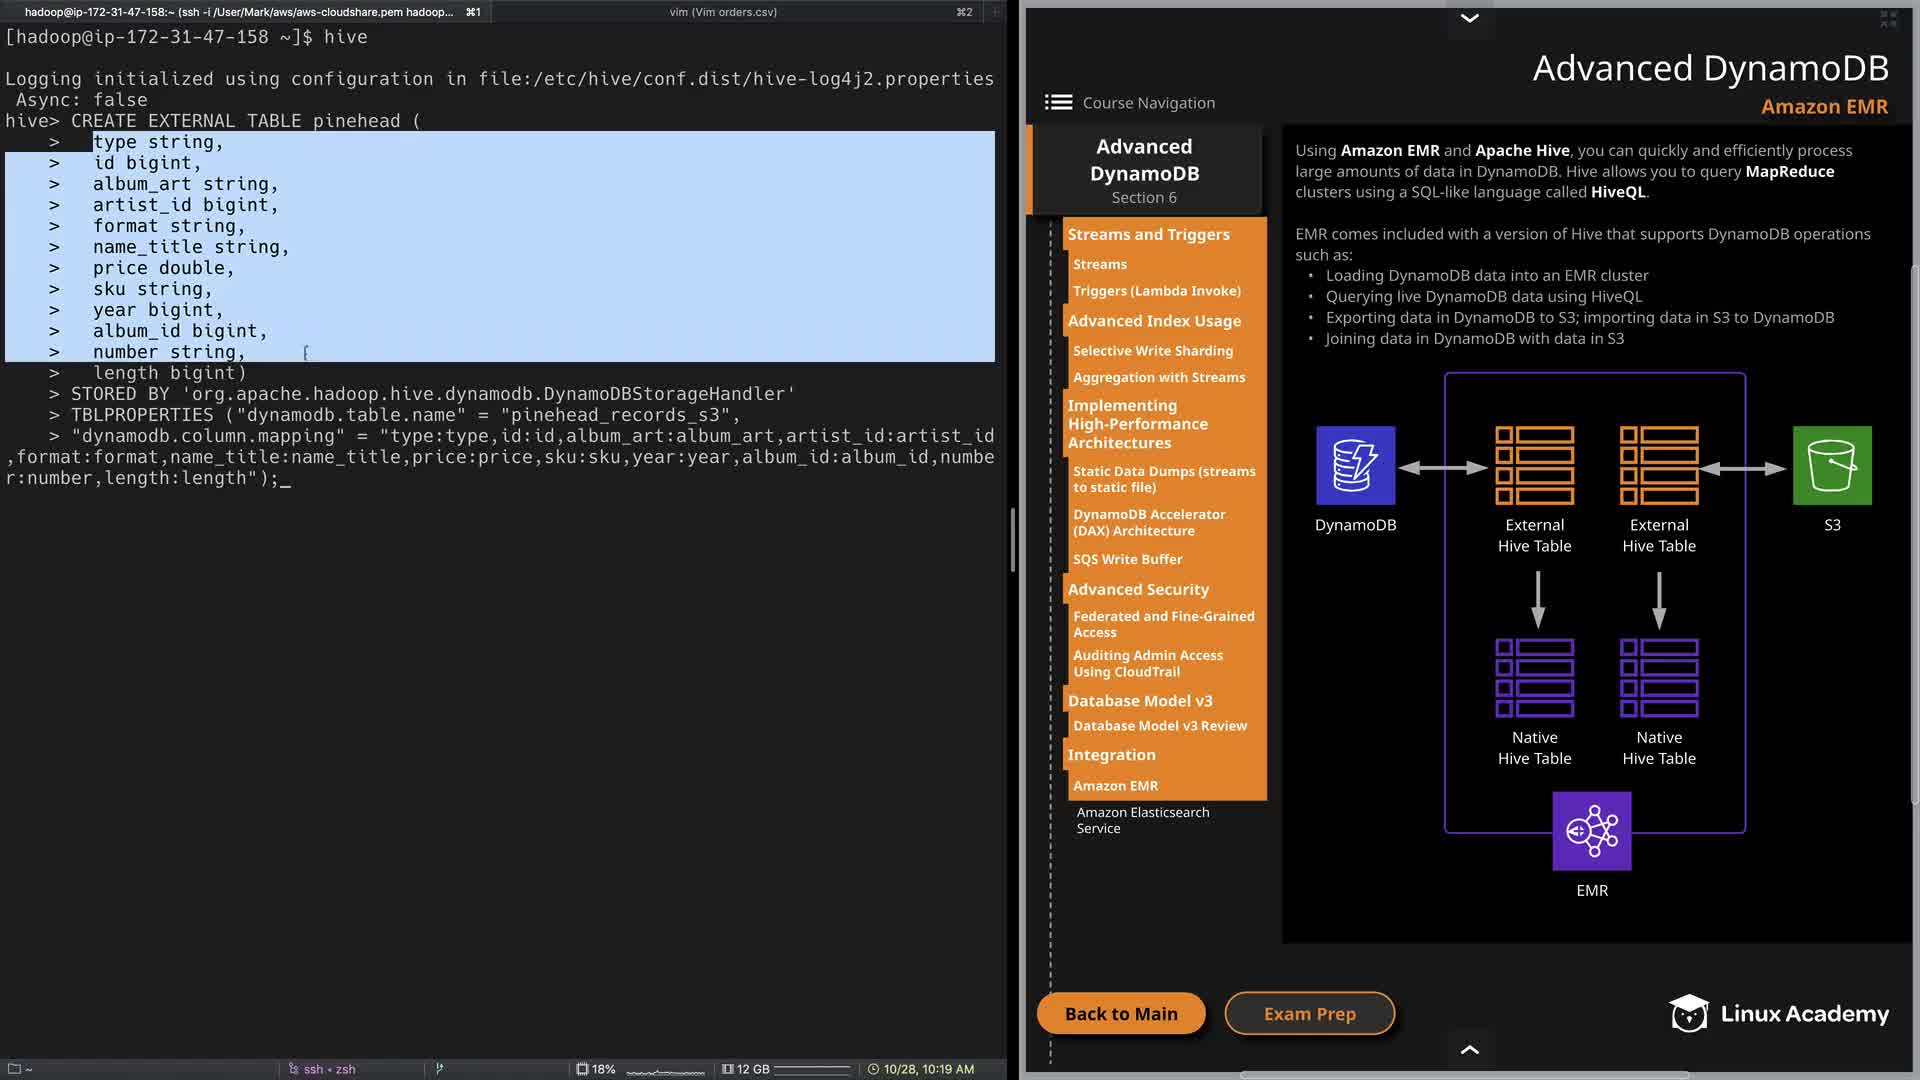 hadoop@ip-172-31-47-158:~ (ssh -i /User/Mark/aws/aws-cloudshare.pem hadoop... ⌘1
vim (Vim orders.csv) ⌘2
[hadoop@ip-172-31-47-158 ~]$ hive
Logging initialized using configuration in file:/etc/hive/conf.dist/hive-log4j2.properties
Async: false
hive> CREATE EXTERNAL TABLE pinehead (
> type string,
> id bigint,
> album_art string,
> artist_id bigint,
> format string,
> name_title string,
> price double,
> sku string,
> year bigint,
> album_id bigint,
> number string,
> length bigint)
> STORED BY 'org.apache.hadoop.hive.dynamodb.DynamoDBStorageHandler'
> TBLPROPERTIES ("dynamodb.table.name" = "pinehead_records_s3",
> "dynamodb.column.mapping" = "type:type,id:id,album_art:album_art,artist_id:artist_id
,format:format,name_title:name_title,price:price,sku:sku,year:year,album_id:album_id,numbe
r:number,length:length");_
~
ssh • zsh
18%
12 GB
10/28, 10:19 AM
Advanced DynamoDB
Amazon EMR
Course Navigation
Advanced
DynamoDB
Section 6
Streams and Triggers
Streams
Triggers (Lambda Invoke)
Advanced Index Usage
Selective Write Sharding
Aggregation with Streams
Implementing
High-Performance
Architectures
Static Data Dumps (streams
to static file)
DynamoDB Accelerator
(DAX) Architecture
SQS Write Buffer
Advanced Security
Federated and Fine-Grained
Access
Auditing Admin Access
Using CloudTrail
Database Model v3
Database Model v3 Review
Integration
Amazon EMR
Amazon Elasticsearch
Service
Using Amazon EMR and Apache Hive, you can quickly and efficiently process
large amounts of data in DynamoDB. Hive allows you to query MapReduce
clusters using a SQL-like language called HiveQL.
EMR comes included with a version of Hive that supports DynamoDB operations
such as:
• Loading DynamoDB data into an EMR cluster
• Querying live DynamoDB data using HiveQL
• Exporting data in DynamoDB to S3; importing data in S3 to DynamoDB
• Joining data in DynamoDB with data in S3
DynamoDB
External
Hive Table
External
Hive Table
S3
Native
Hive Table
Native
Hive Table
EMR
Back to Main
Exam Prep
Linux Academy